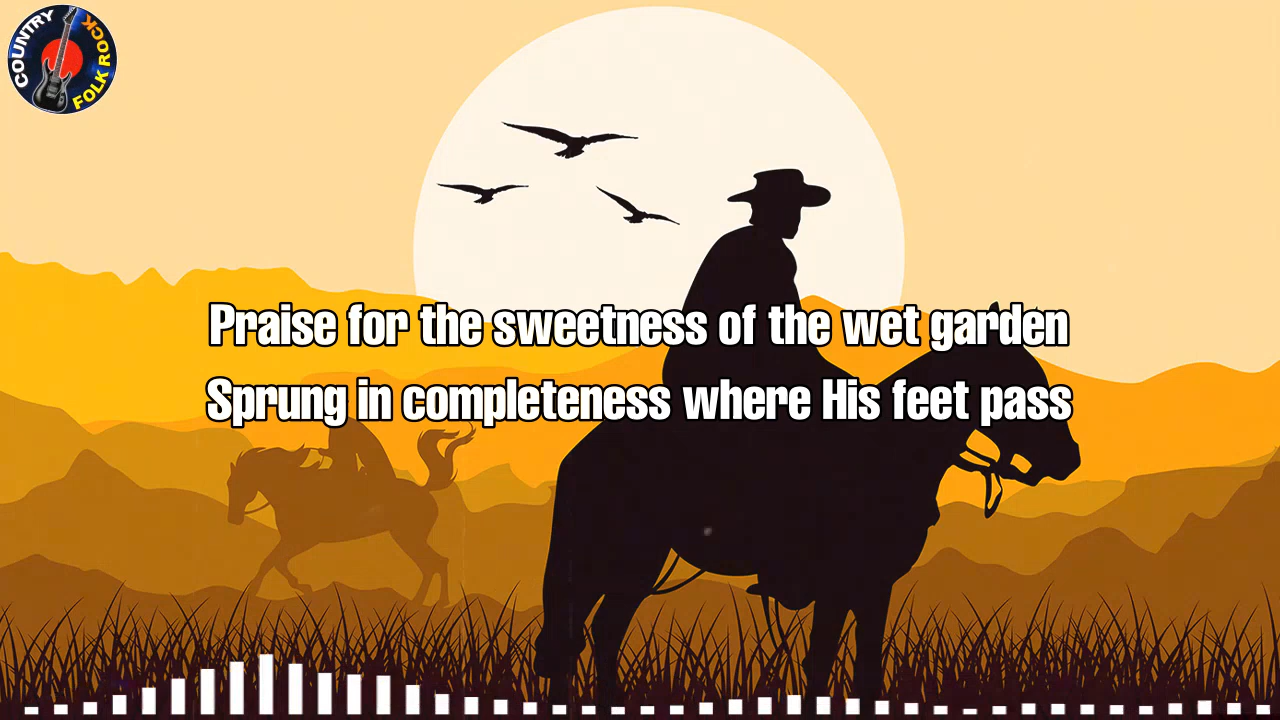 COUNTRY
FOLK ROCK
Praise for the sweetness of the wet garden
Sprung in completeness where His feet pass